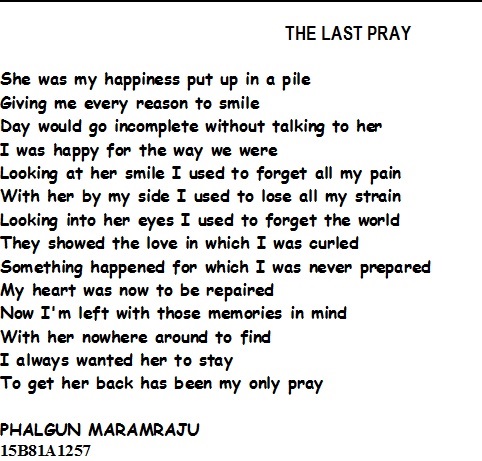 THE LAST PRAY
She was my happiness put up in a pile
Giving me every reason to smile
Day would go incomplete without talking to her
I was happy for the way we were
Looking at her smile I used to forget all my pain
With her by my side I used to lose all my strain
Looking into her eyes I used to forget the world
They showed the love in which I was curled
Something happened for which I was never prepared
My heart was now to be repaired
Now I'm left with those memories in mind
With her nowhere around to find
I always wanted her to stay
To get her back has been my only pray
PHALGUN MARAMRAJU
15B81A1257